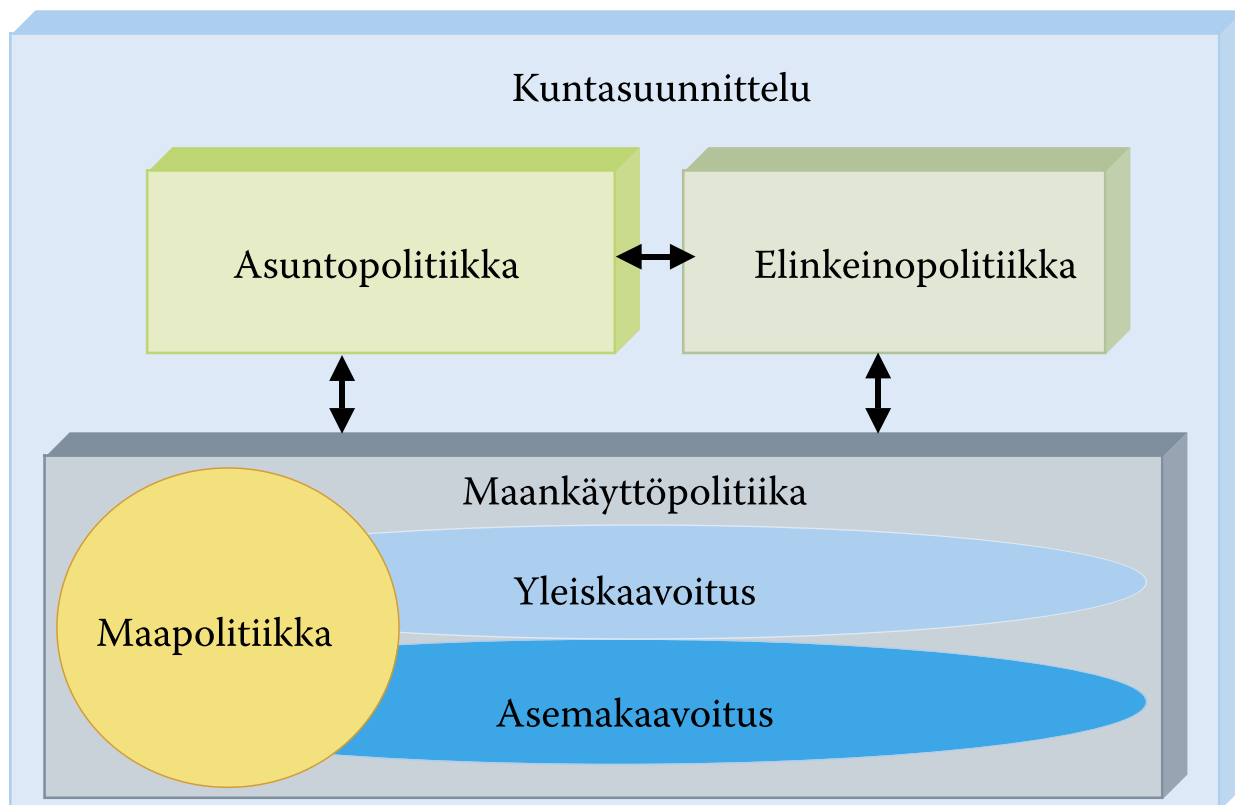 Kuntasuunnittelu
Asuntopolitiikka
Elinkeinopolitiikka
Maankäyttöpolitiika
Yleiskaavoitus
Maapolitiikka
Asemakaavoitus